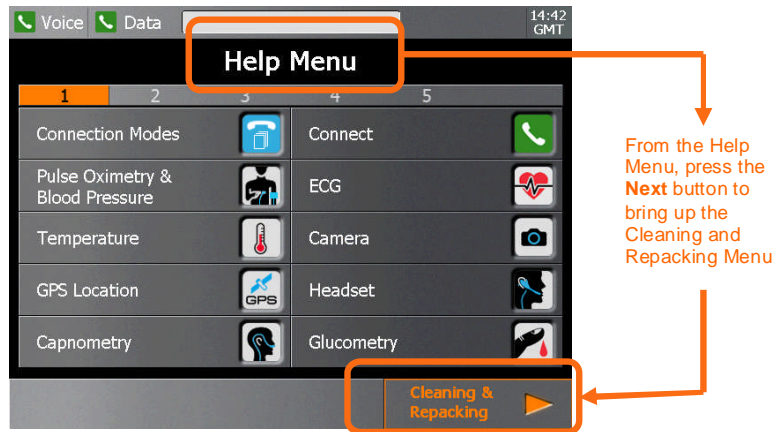 Voice Data 14:42
GMT
Help Menu
1 2 3 4 5
Connection Modes Connect
Pulse Oximetry &
Blood Pressure
ECG
Temperature Camera
GPS Location GPS Headset
Capnometry Glucometry
Cleaning &
Repacking
From the Help
Menu, press the
Next button to
bring up the
Cleaning and
Repacking Menu